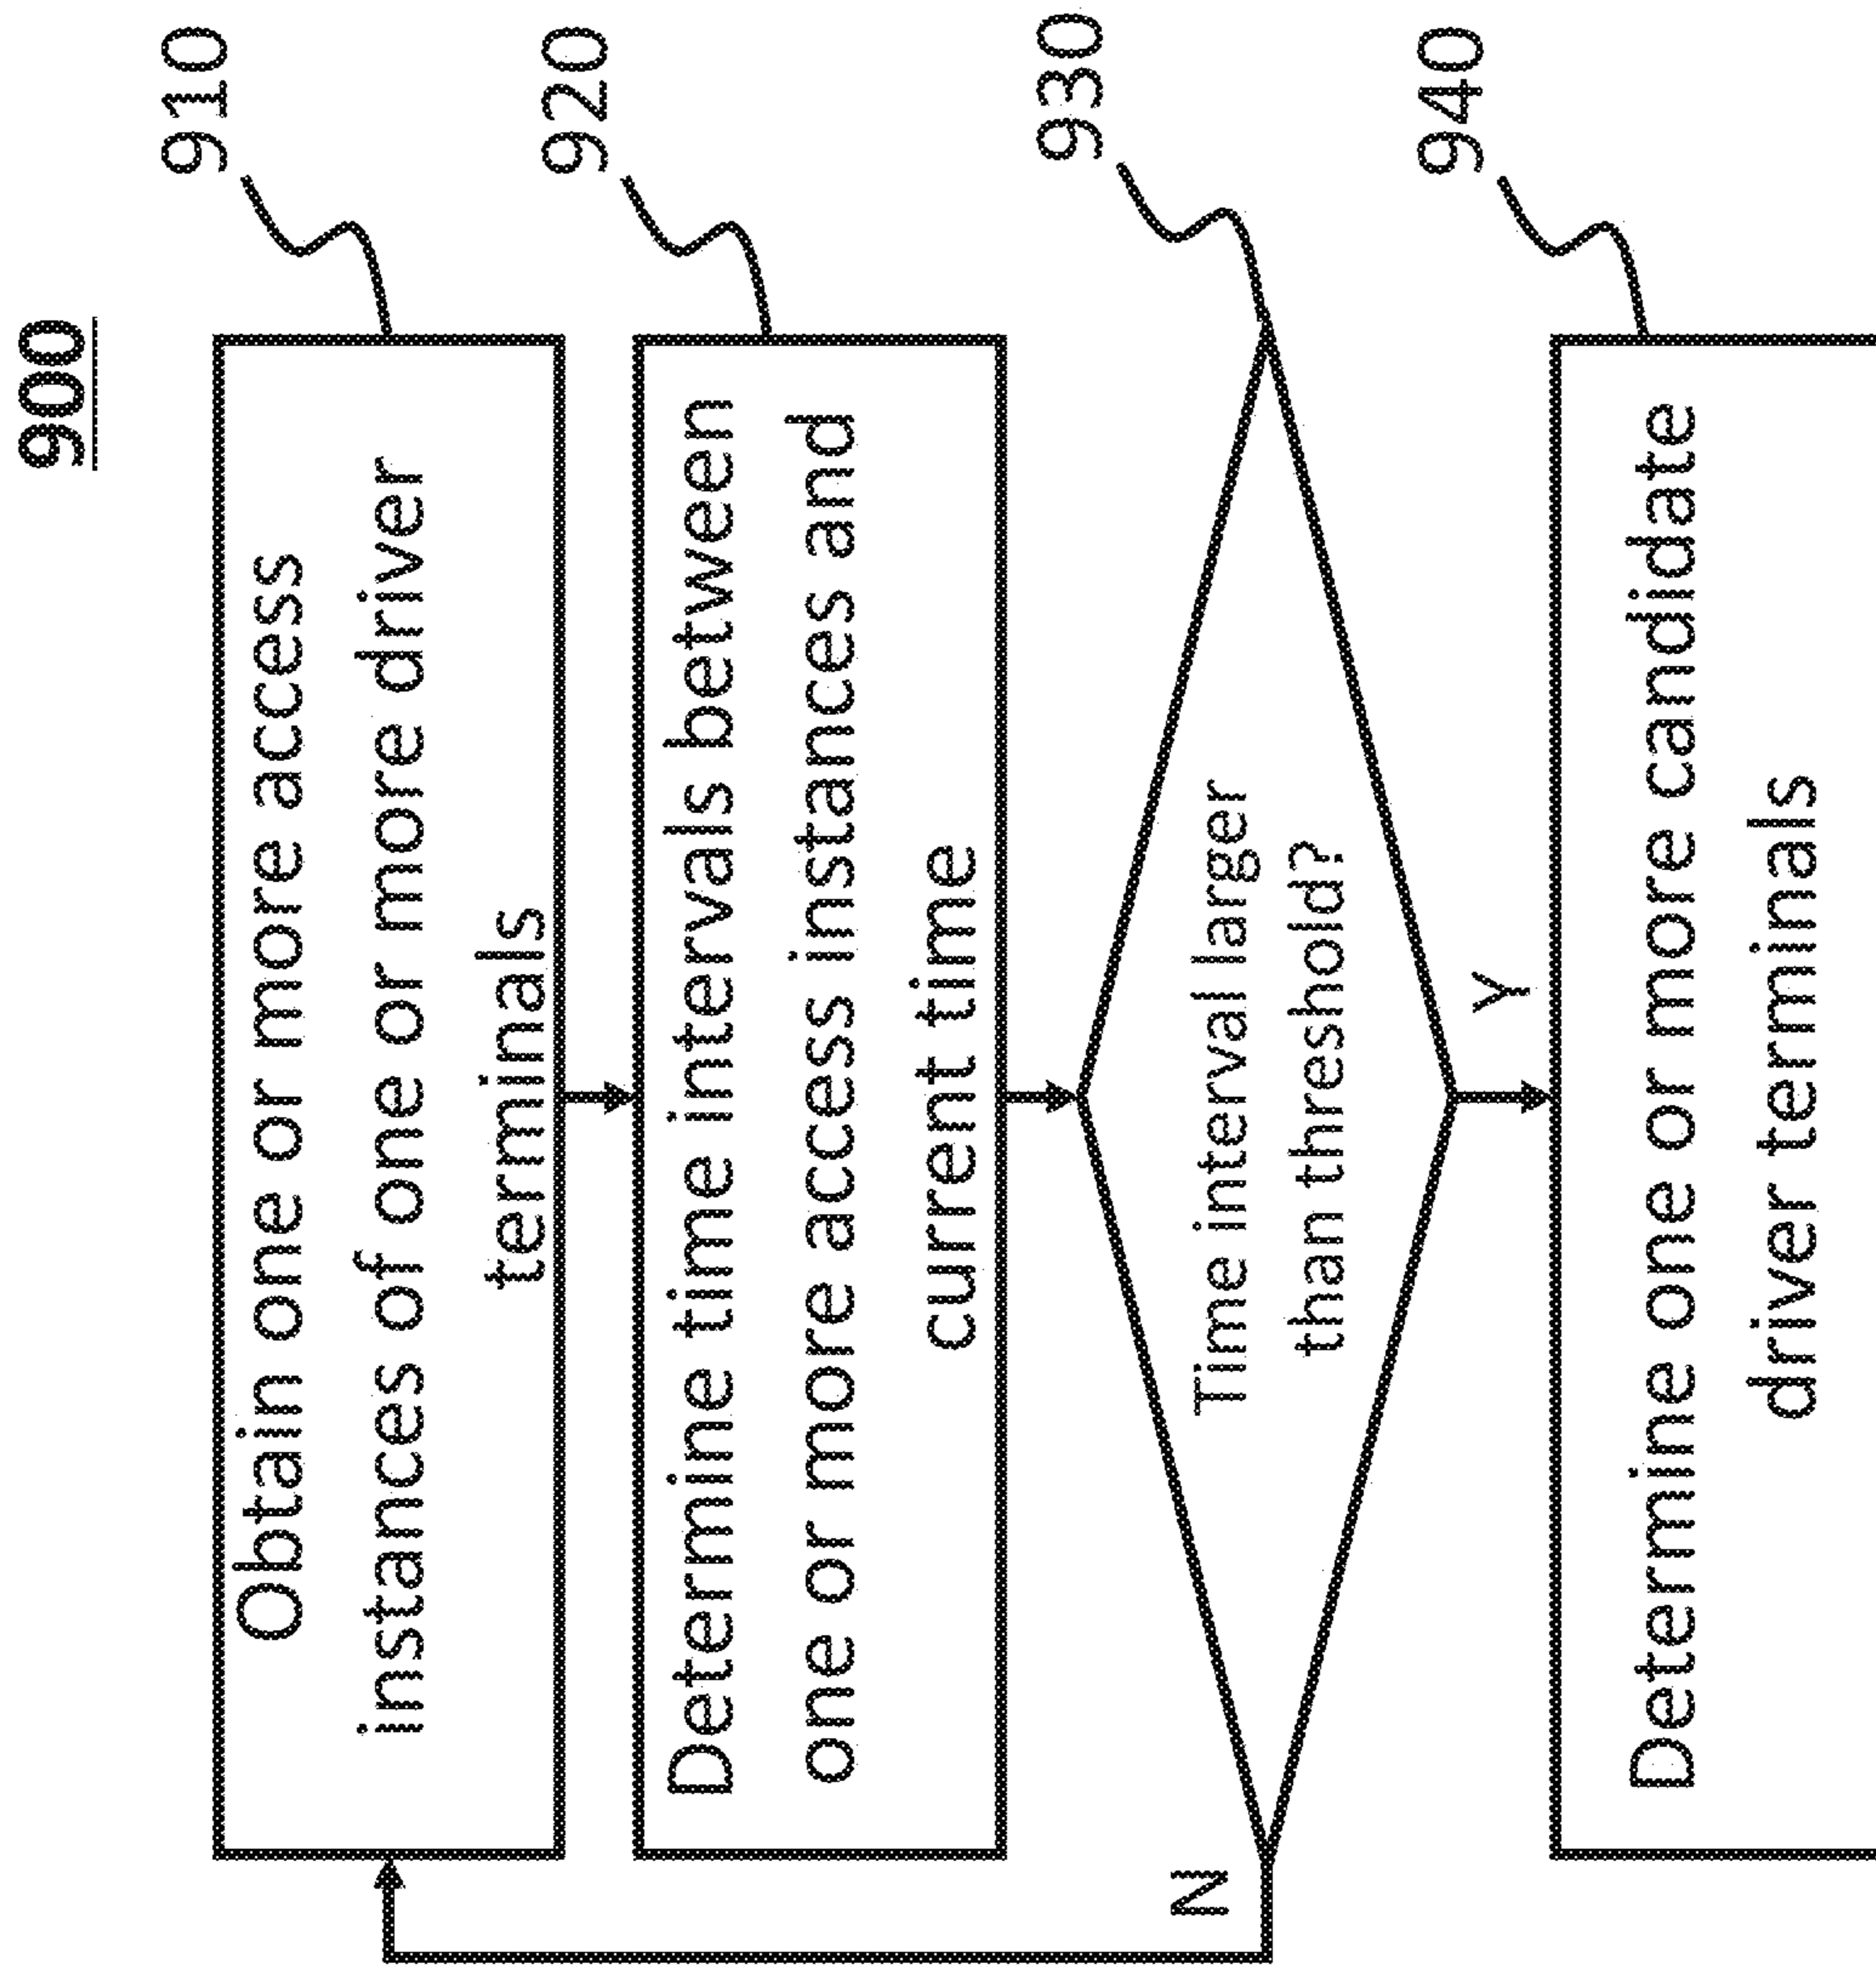 900
Obtain one or more access
instances of one or more driver
terminals
910
Determine time intervals between
one or more access instances and
current time
920
Time interval larger
than threshold?
930
N
Y
Determine one or more candidate
driver terminals
940